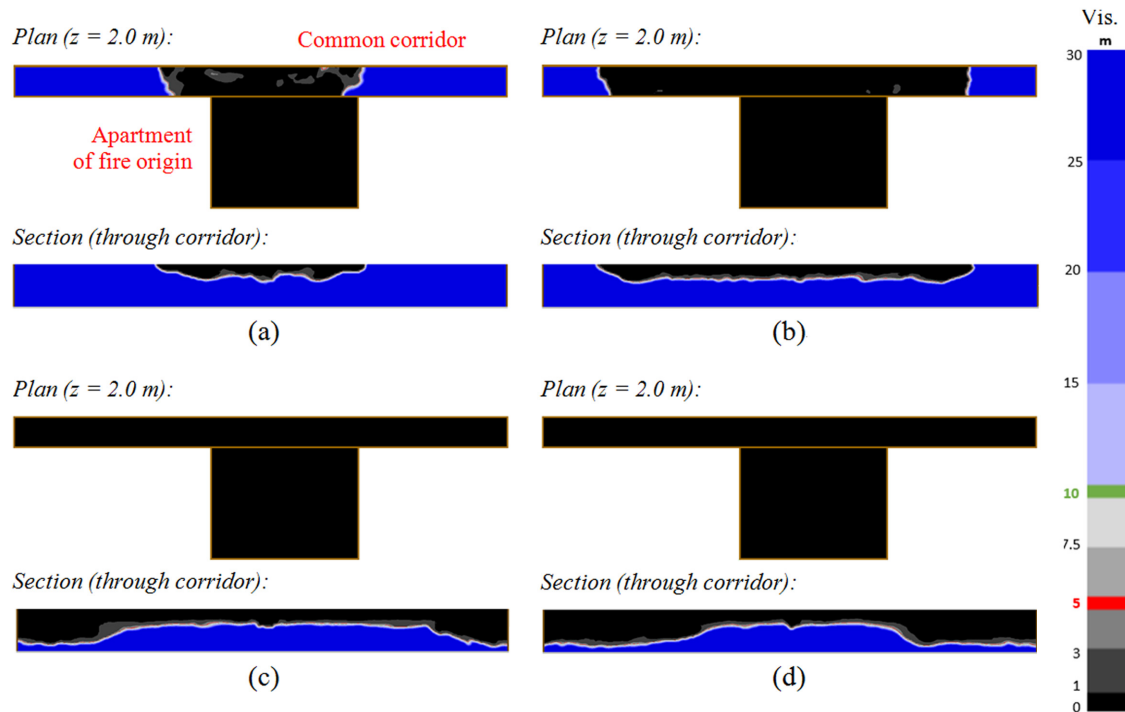 Plan (z = 2.0 m):
Common corridor
Apartment
of fire origin
Section (through corridor):
(a)
Plan (z = 2.0 m):
Section (through corridor):
(b)
Plan (z = 2.0 m):
Section (through corridor):
(c)
Plan (z = 2.0 m):
Section (through corridor):
(d)
Vis.
m
30
25
20
15
10
7.5
5
3
1
0